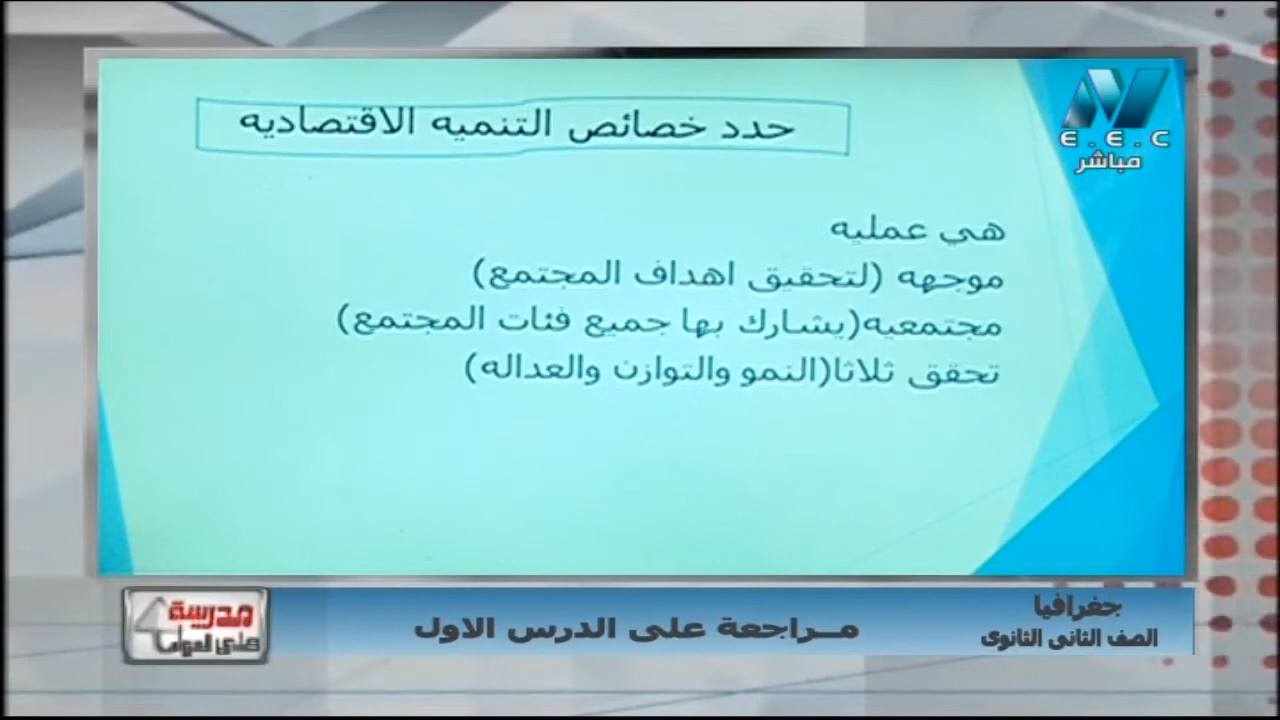 حدد خصائص التنميه الاقتصاديه
E.E.C
مباشر
هي عمليه
موجهه (لتحقيق اهداف المجتمع)
مجتمعيه(يشارك بها جميع فئات المجتمع)
تحقق ثلاثا(النمو والتوازن والعداله)
جغرافيا
الصف الثانى الثانوى
مــراجعة على الدرس الاول
مدرسة
على الهواء